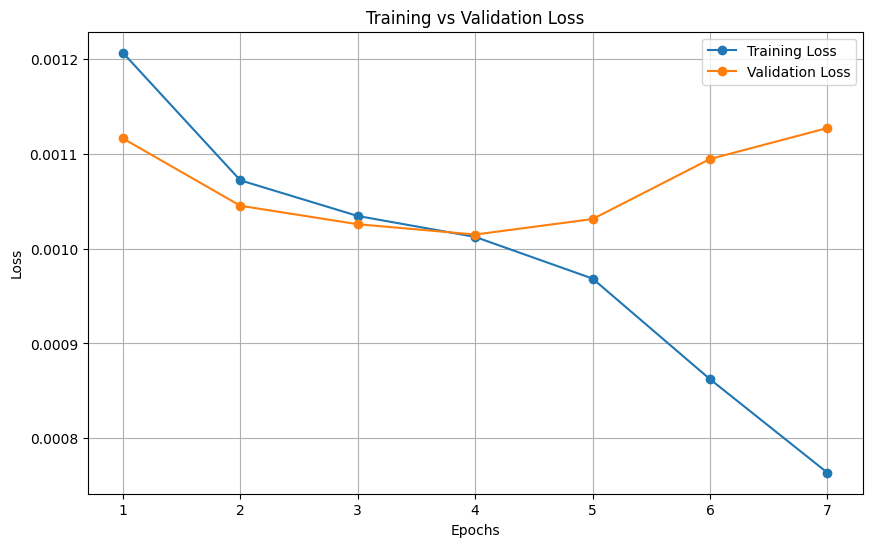 Training vs Validation Loss
Training Loss
Validation Loss
0.0012
0.0011
0.0010
0.0009
0.0008
Loss
1 2 3 4 5 6 7
Epochs